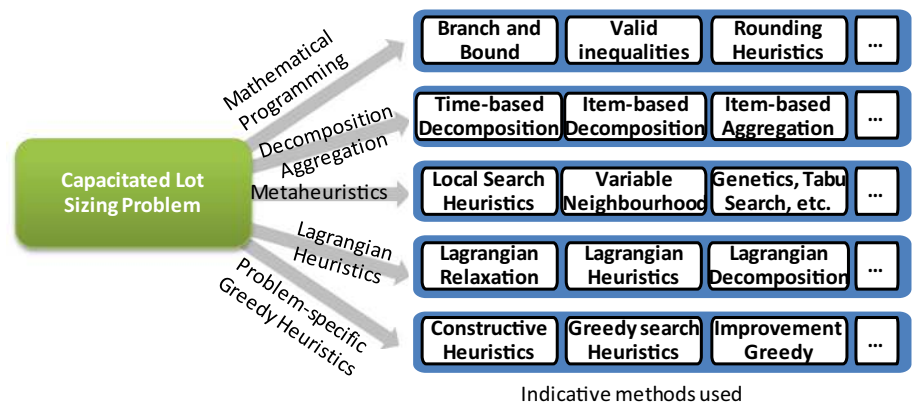 Capacitated Lot
Sizing Problem
Mathematical
Programming
Branch and
Bound
Valid
inequalities
Rounding
Heuristics
...
Decomposition
Aggregation
Time-based
Decomposition
Item-based
Decomposition
Item-based
Aggregation
...
Metaheuristics
Local Search
Heuristics
Variable
Neighbourhood
Genetics, Tabu
Search, etc.
...
Lagrangian
Heuristics
Lagrangian
Relaxation
Lagrangian
Heuristics
Lagrangian
Decomposition
...
Problem-specific
Greedy Heuristics
Constructive
Heuristics
Greedy search
Heuristics
Improvement
Greedy
...
Indicative methods used